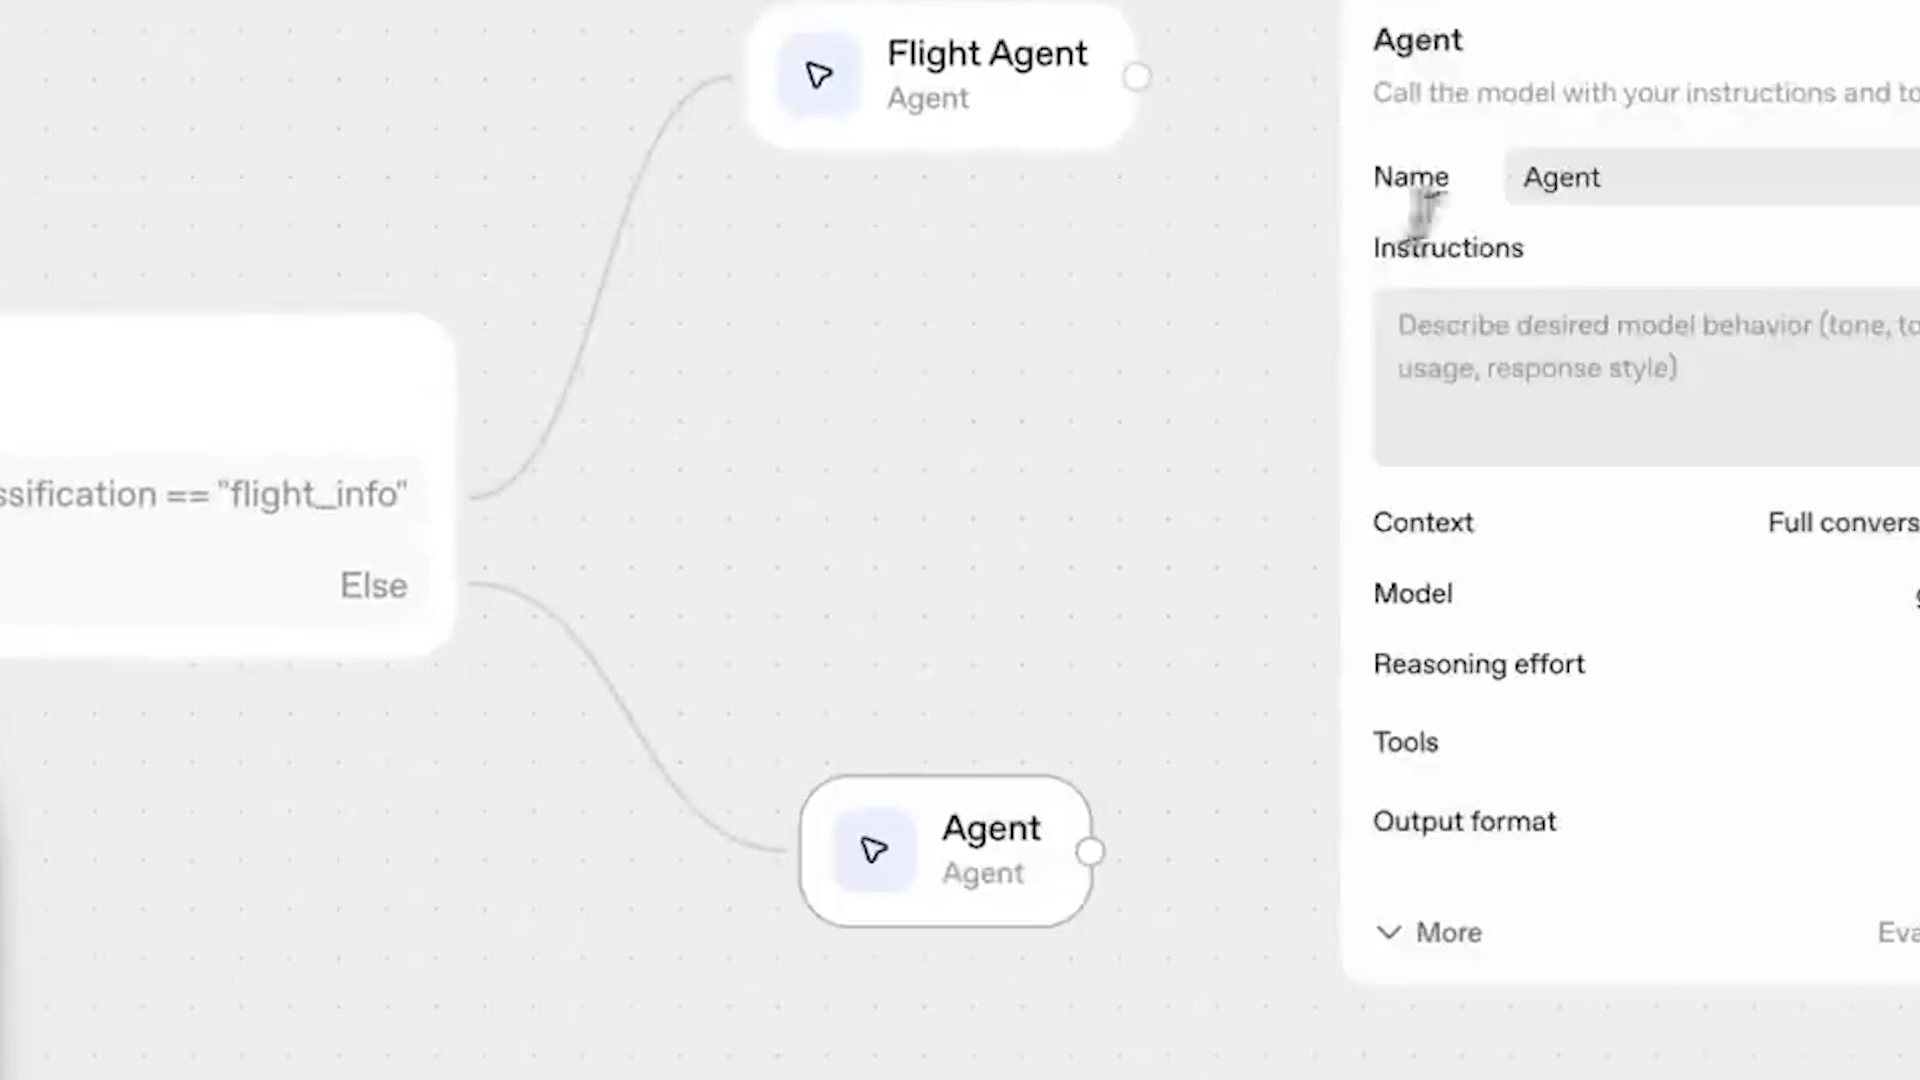 Flight Agent
Agent
ssification == "flight_info"
Else
Agent
Agent
Agent
Call the model with your instructions and to
Name
Agent
Instructions
Describe desired model behavior (tone, to
usage, response style)
Context
Full convers
Model
g
Reasoning effort
Tools
Output format
More
Eva